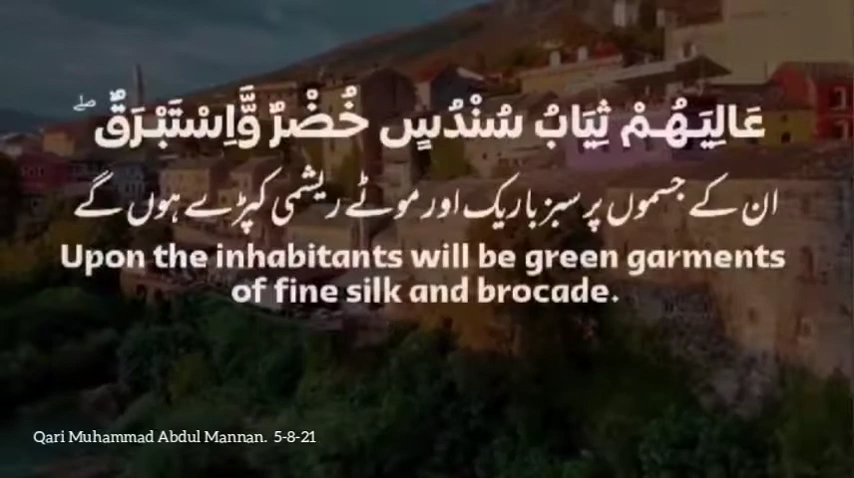 عَالِيَهُمْ ثِيَابُ سُنْدُسٍ خُضْرٌ وَّاِسْتَبْرَقٌ ۖ
ان کے جسموں پر سبز باریک اور موٹے ریشمی کپڑے ہوں گے
Upon the inhabitants will be green garments
of fine silk and brocade.
Qari Muhammad Abdul Mannan. 5-8-21